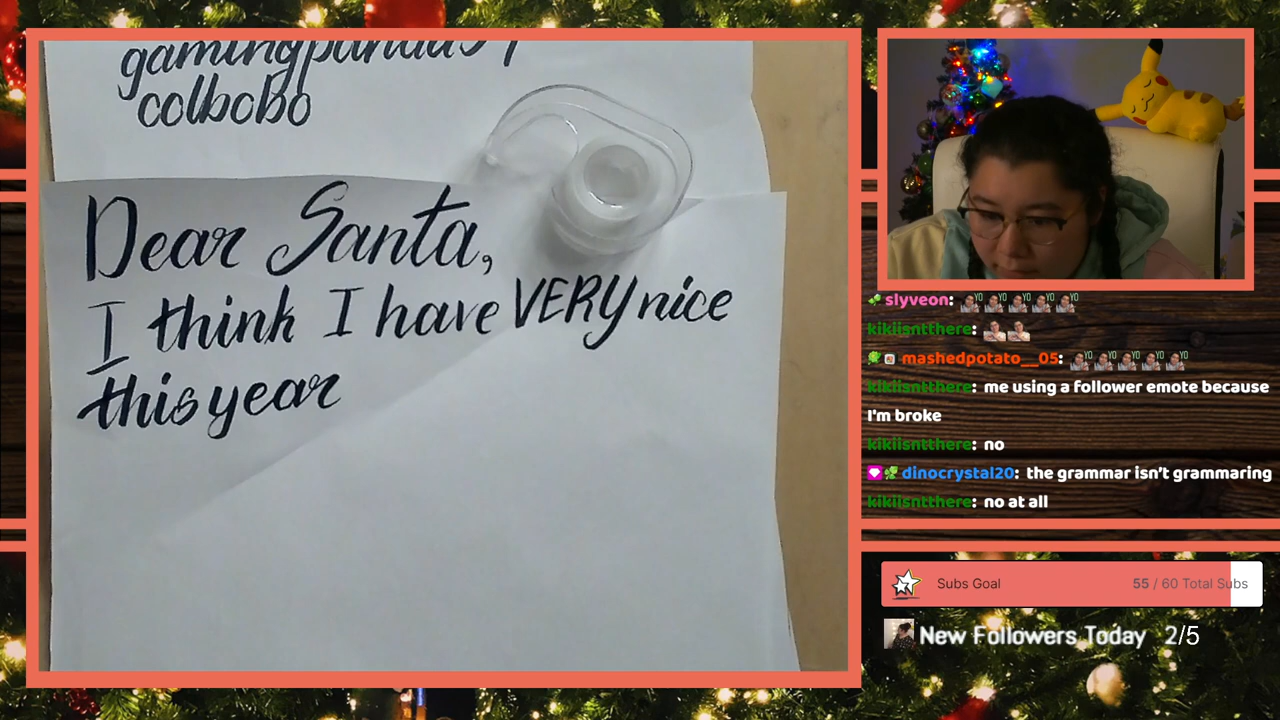 colbobo
Dear Santa,
I think I have VERY nice
this year
slyveon:
kikiisntthere:
mashedpotato__05:
kikiisntthere: me using a follower emote because
I'm broke
kikiisntthere: no
dinocrystal20: the grammar isn't grammaring
kikiisntthere: no at all
Subs Goal 55 / 60 Total Subs
New Followers Today 2/5